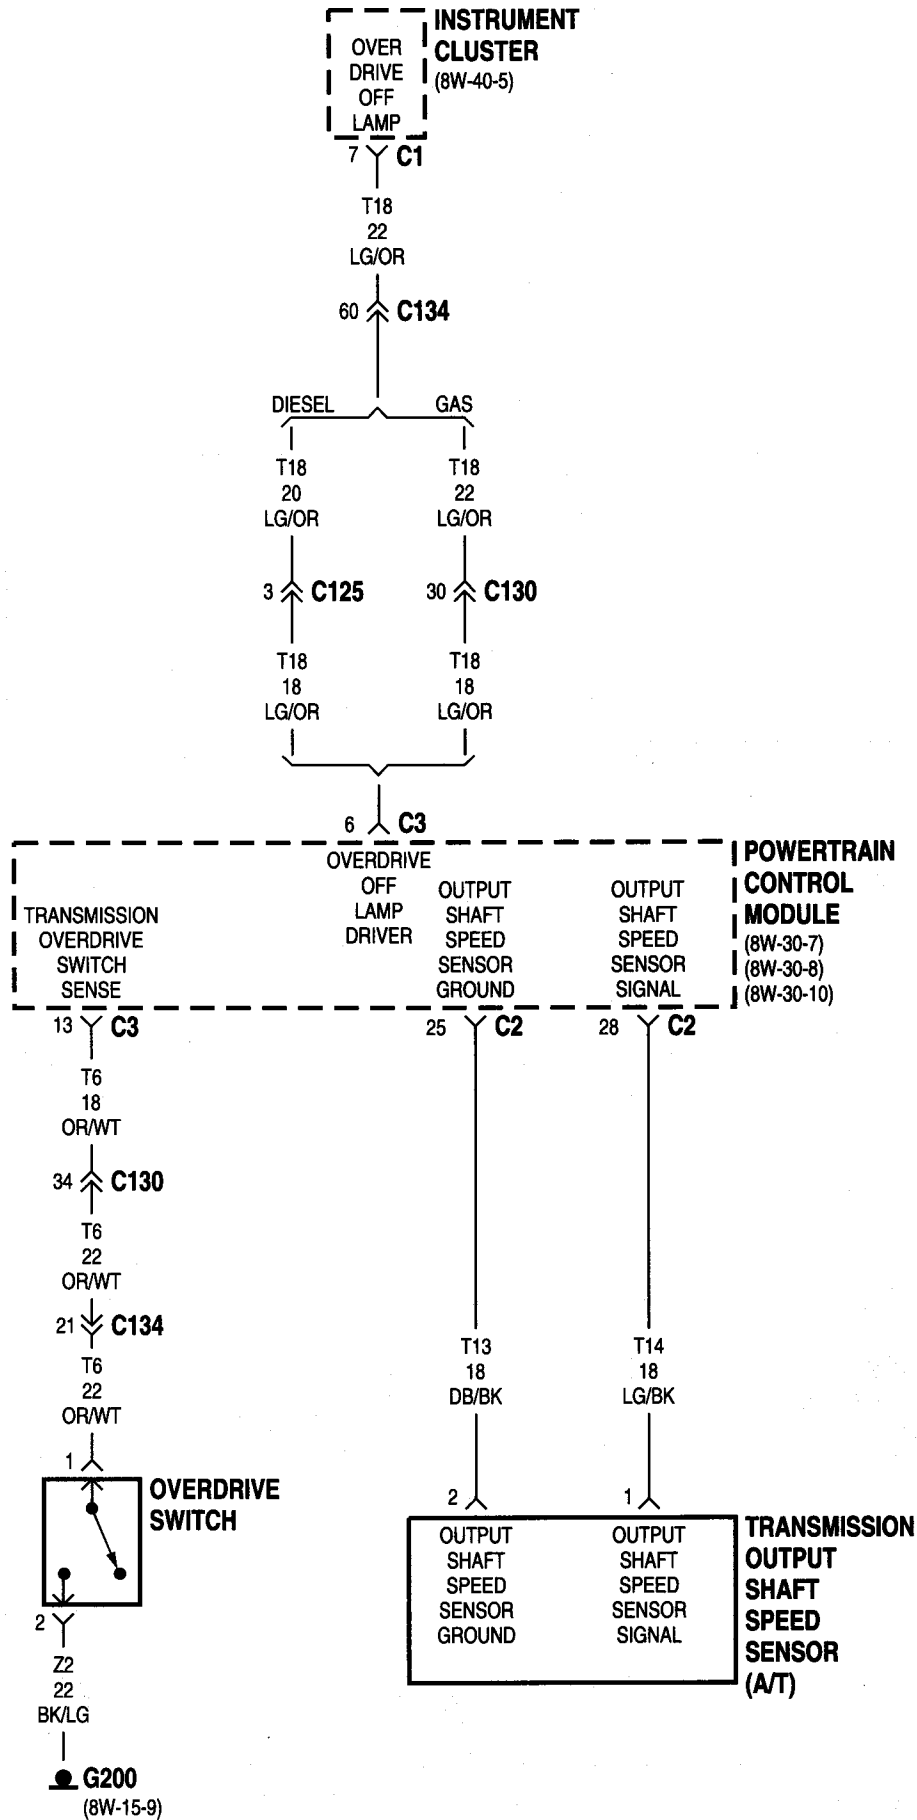 INSTRUMENT
CLUSTER
(8W-40-5)
OVER
DRIVE
OFF
LAMP
7 C1
T18
22
LG/OR
60 C134
DIESEL GAS
T18 T18
20 22
LG/OR LG/OR
3 C125 30 C130
T18 T18
18 18
LG/OR LG/OR
6 C3
POWERTRAIN
CONTROL
MODULE
(8W-30-7)
(8W-30-8)
(8W-30-10)
TRANSMISSION
OVERDRIVE
SWITCH
SENSE
OVERDRIVE
OFF
LAMP
DRIVER
OUTPUT
SHAFT
SPEED
SENSOR
GROUND
OUTPUT
SHAFT
SPEED
SENSOR
SIGNAL
13 C3 25 C2 28 C2
T6
18
OR/WT
34 C130
T6
22
OR/WT
21 C134
T6
22
OR/WT
1
OVERDRIVE
SWITCH
2
Z2
22
BK/LG
G200
(8W-15-9)
T13
18
DB/BK
2
T14
18
LG/BK
1
OUTPUT
SHAFT
SPEED
SENSOR
GROUND
OUTPUT
SHAFT
SPEED
SENSOR
SIGNAL
TRANSMISSION
OUTPUT
SHAFT
SPEED
SENSOR
(A/T)